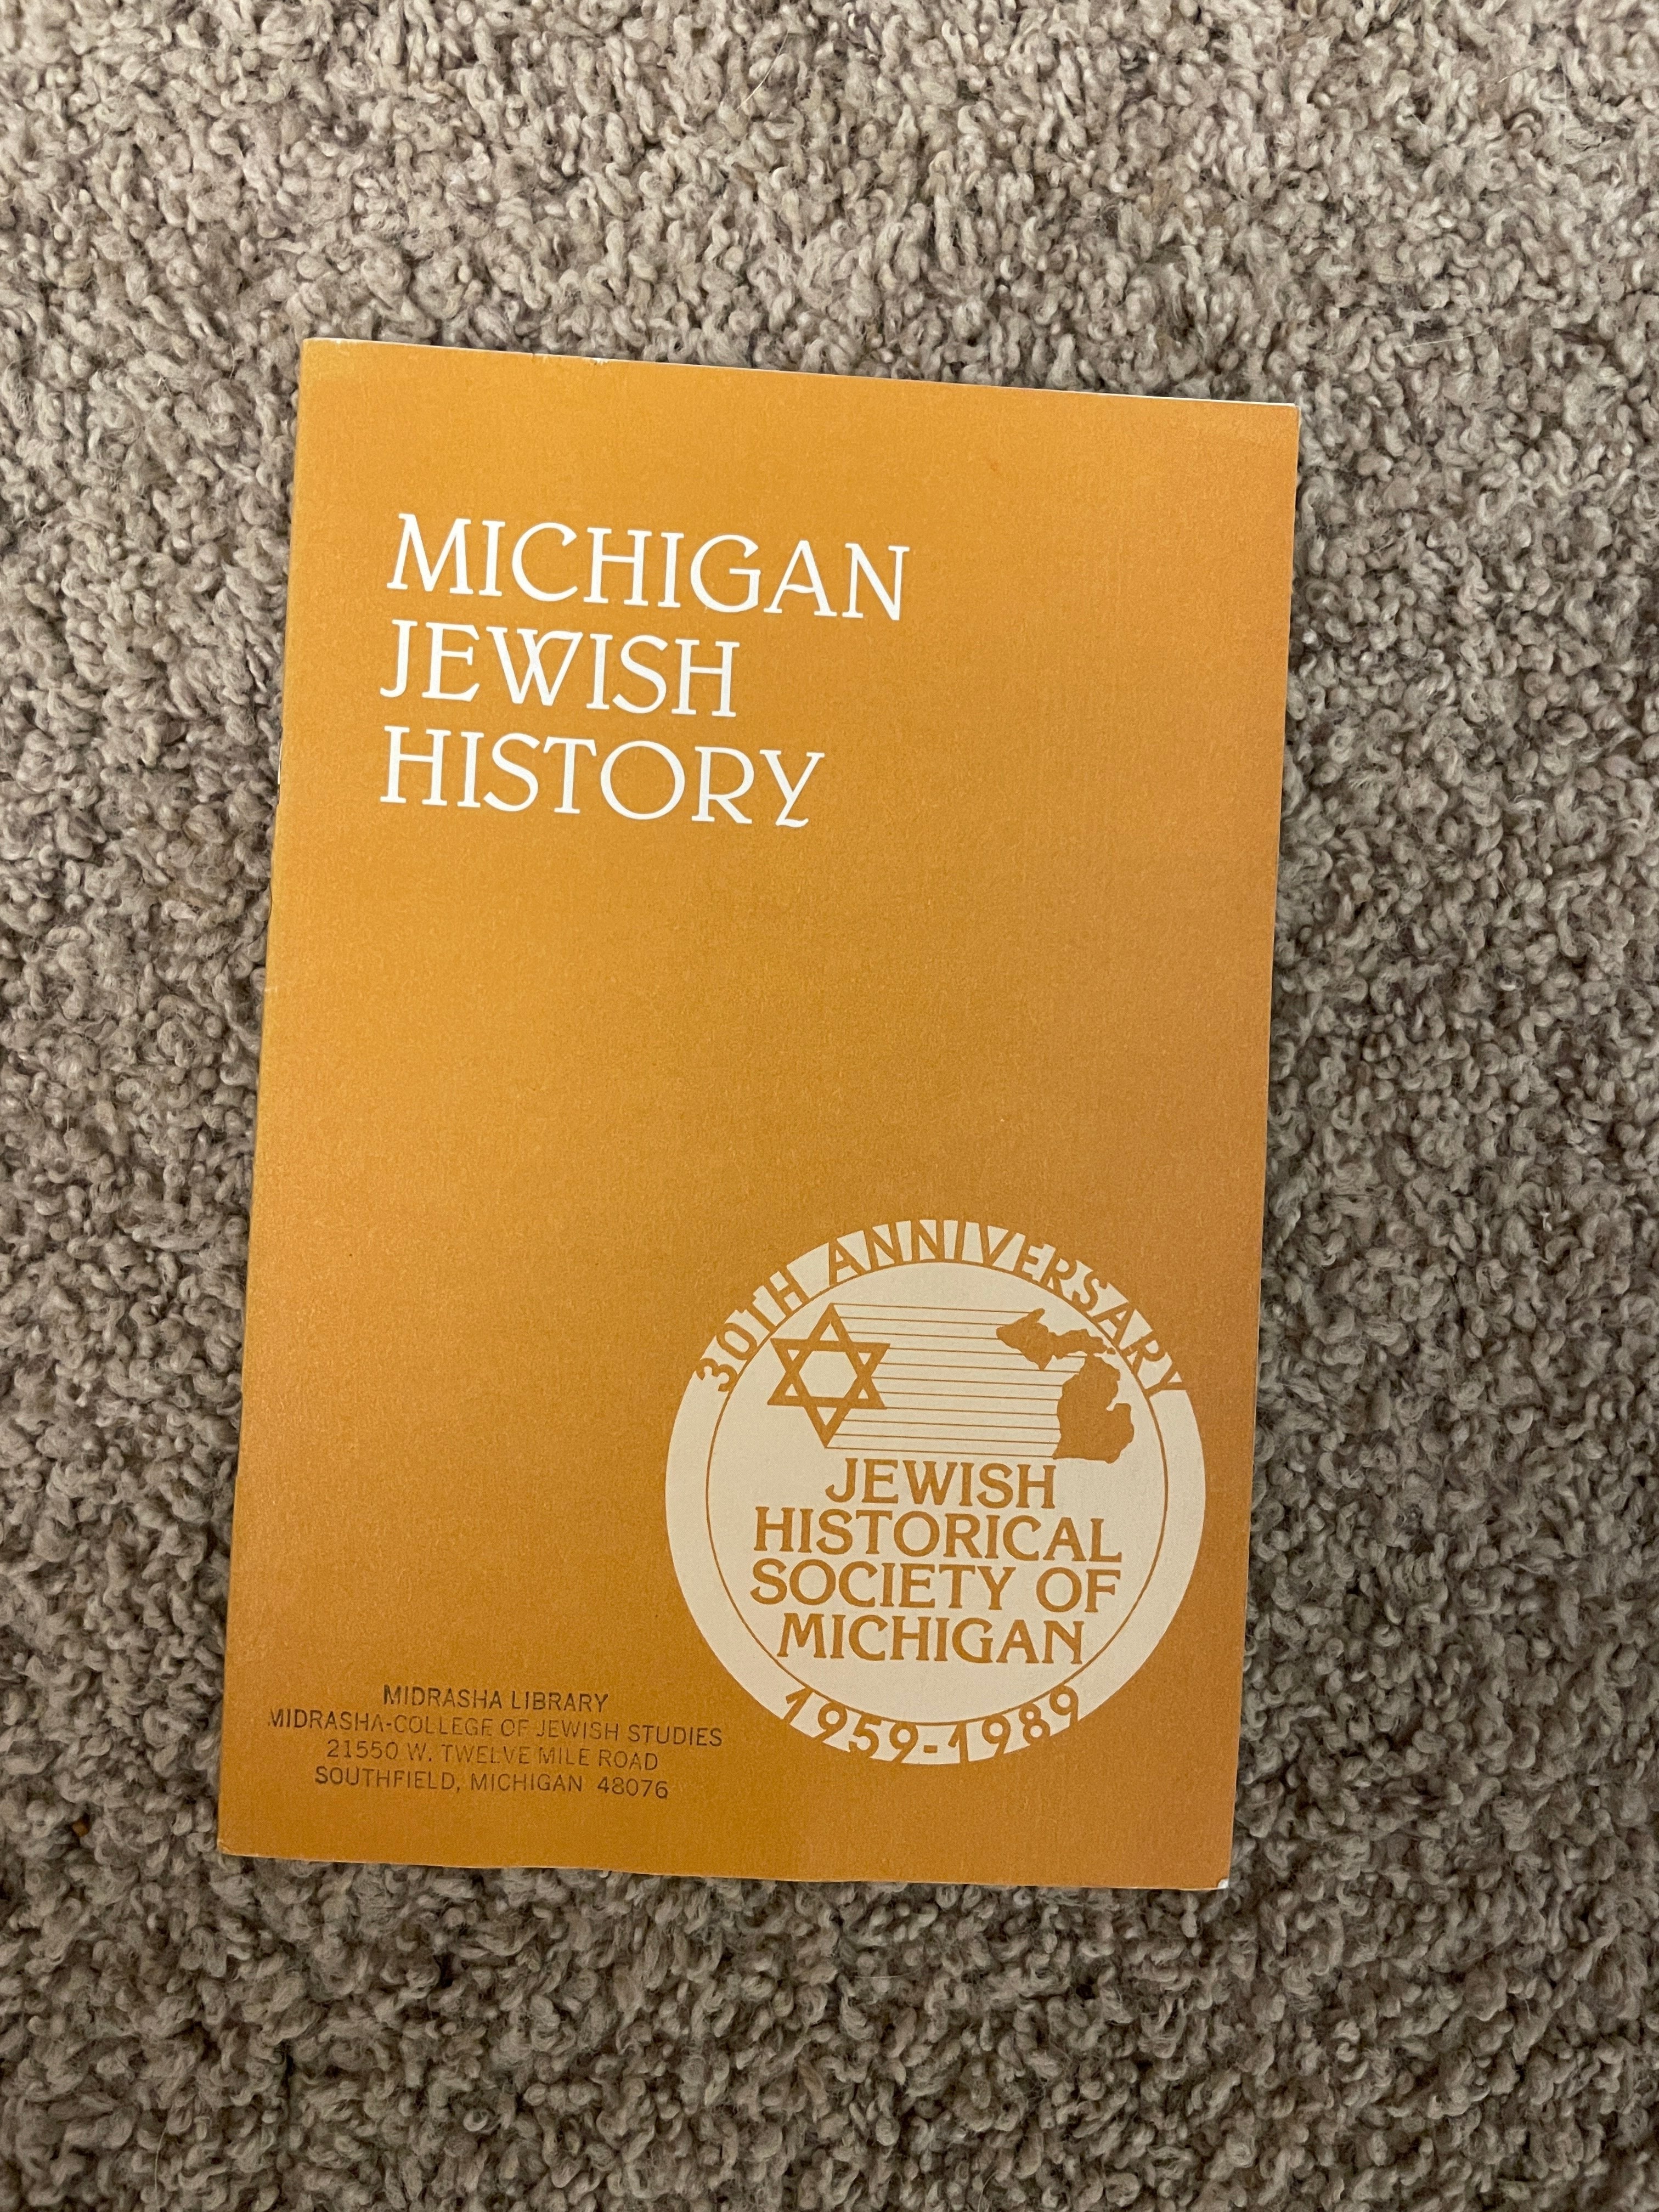 MICHIGAN
JEWISH
HISTORY
30TH ANNIVERSARY
JEWISH
HISTORICAL
SOCIETY OF
MICHIGAN
1959-1989
MIDRASHA LIBRARY
MIDRASHA-COLLEGE OF JEWISH STUDIES
21550 W. TWELVE MILE ROAD
SOUTHFIELD, MICHIGAN 48076